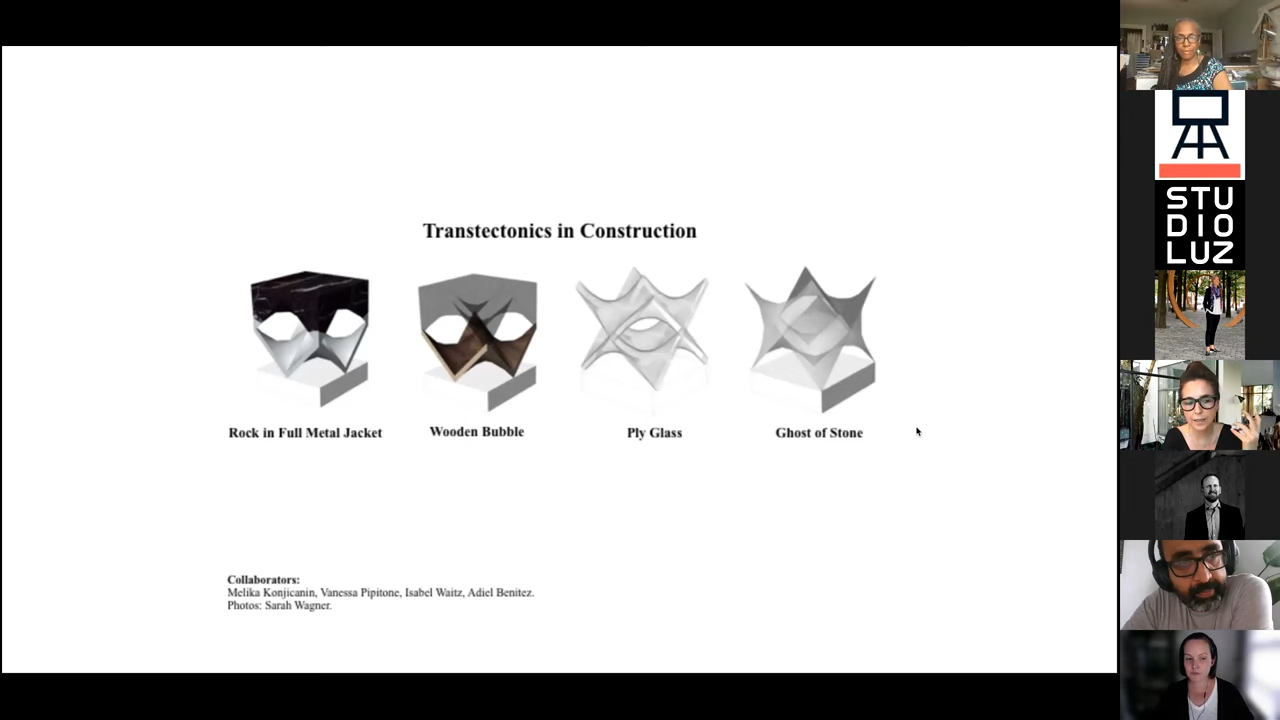 Transtectonics in Construction
Rock in Full Metal Jacket
Wooden Bubble
Ply Glass
Ghost of Stone
Collaborators:
Melika Konjicanin, Vanessa Pipitone, Isabel Waitz, Adiel Benitez.
Photos: Sarah Wagner.
STU
DIO
LUZ